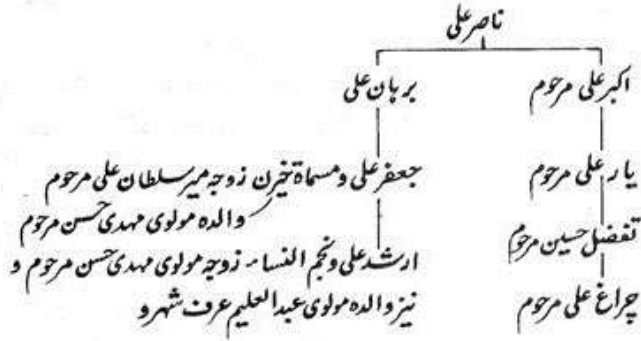 ناصر علی
اکبر علی مرحوم
برہان علی
یار علی مرحوم
جعفر علی و مسماۃ خیرن زوجہ میر سلطان علی مرحوم
والدہ مولوی مہدی حسن مرحوم
تفضل حسین مرحوم
ارشد علی و نجم النساء زوجہ مولوی مہدی حسن مرحوم و
چراغ علی مرحوم
نیز والدہ مولوی عبدالعلیم عرف شہرو